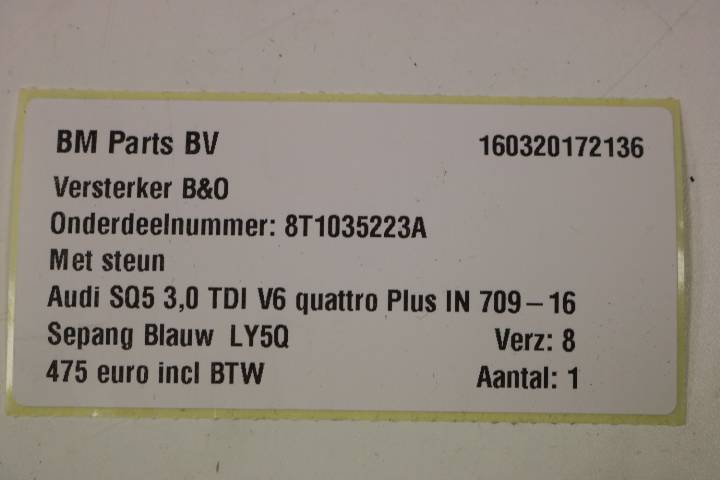 BM Parts BV 160320172136
Versterker B&O
Onderdeelnummer: 8T1035223A
Met steun
Audi SQ5 3,0 TDI V6 quattro Plus IN 709 – 16
Sepang Blauw LY5Q Verz: 8
475 euro incl BTW Aantal: 1